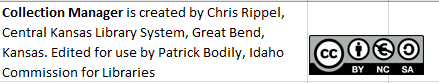 Collection Manager is created by Chris Rippel,
Central Kansas Library System, Great Bend,
Kansas. Edited for use by Patrick Bodily, Idaho
Commission for Libraries
cc
BY NC SA